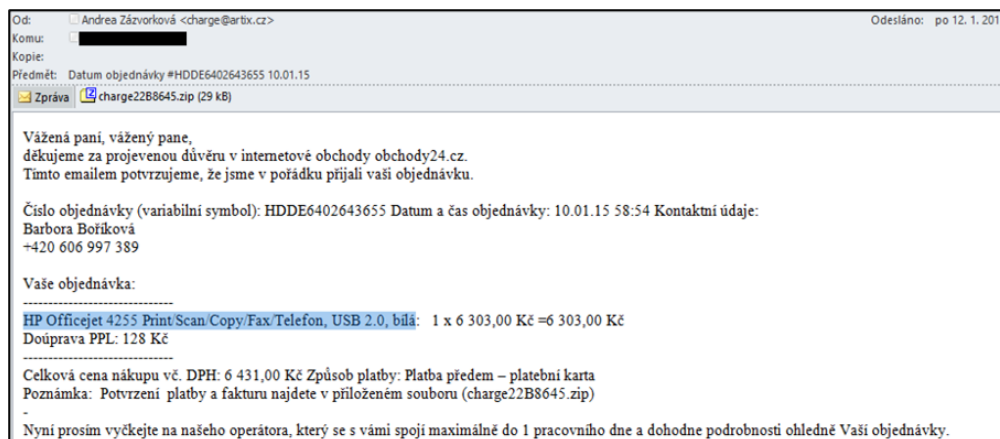 Od: Andrea Zázvorková <charge@artix.cz> Odesláno: po 12. 1. 201
Komu:
Kopie:
Předmět: Datum objednávky #HDDE6402643655 10.01.15
Zpráva charge22B8645.zip (29 kB)
Vážená paní, vážený pane,
děkujeme za projevenou důvěru v internetové obchody obchody24.cz.
Tímto emailem potvrzujeme, že jsme v pořádku přijali vaši objednávku.
Číslo objednávky (variabilní symbol): HDDE6402643655 Datum a čas objednávky: 10.01.15 58:54 Kontaktní údaje:
Barbora Boříková
+420 606 997 389
Vaše objednávka:
------------------------------
HP Officejet 4255 Print/Scan/Copy/Fax/Telefon, USB 2.0, bílá: 1 x 6 303,00 Kč =6 303,00 Kč
Doúprava PPL: 128 Kč
------------------------------
Celková cena nákupu vč. DPH: 6 431,00 Kč Způsob platby: Platba předem – platební karta
Poznámka: Potvrzení platby a fakturu najdete v přiloženém souboru (charge22B8645.zip)
-
Nyní prosím vyčkejte na našeho operátora, který se s vámi spojí maximálně do 1 pracovního dne a dohodne podrobnosti ohledně Vaší objednávky.